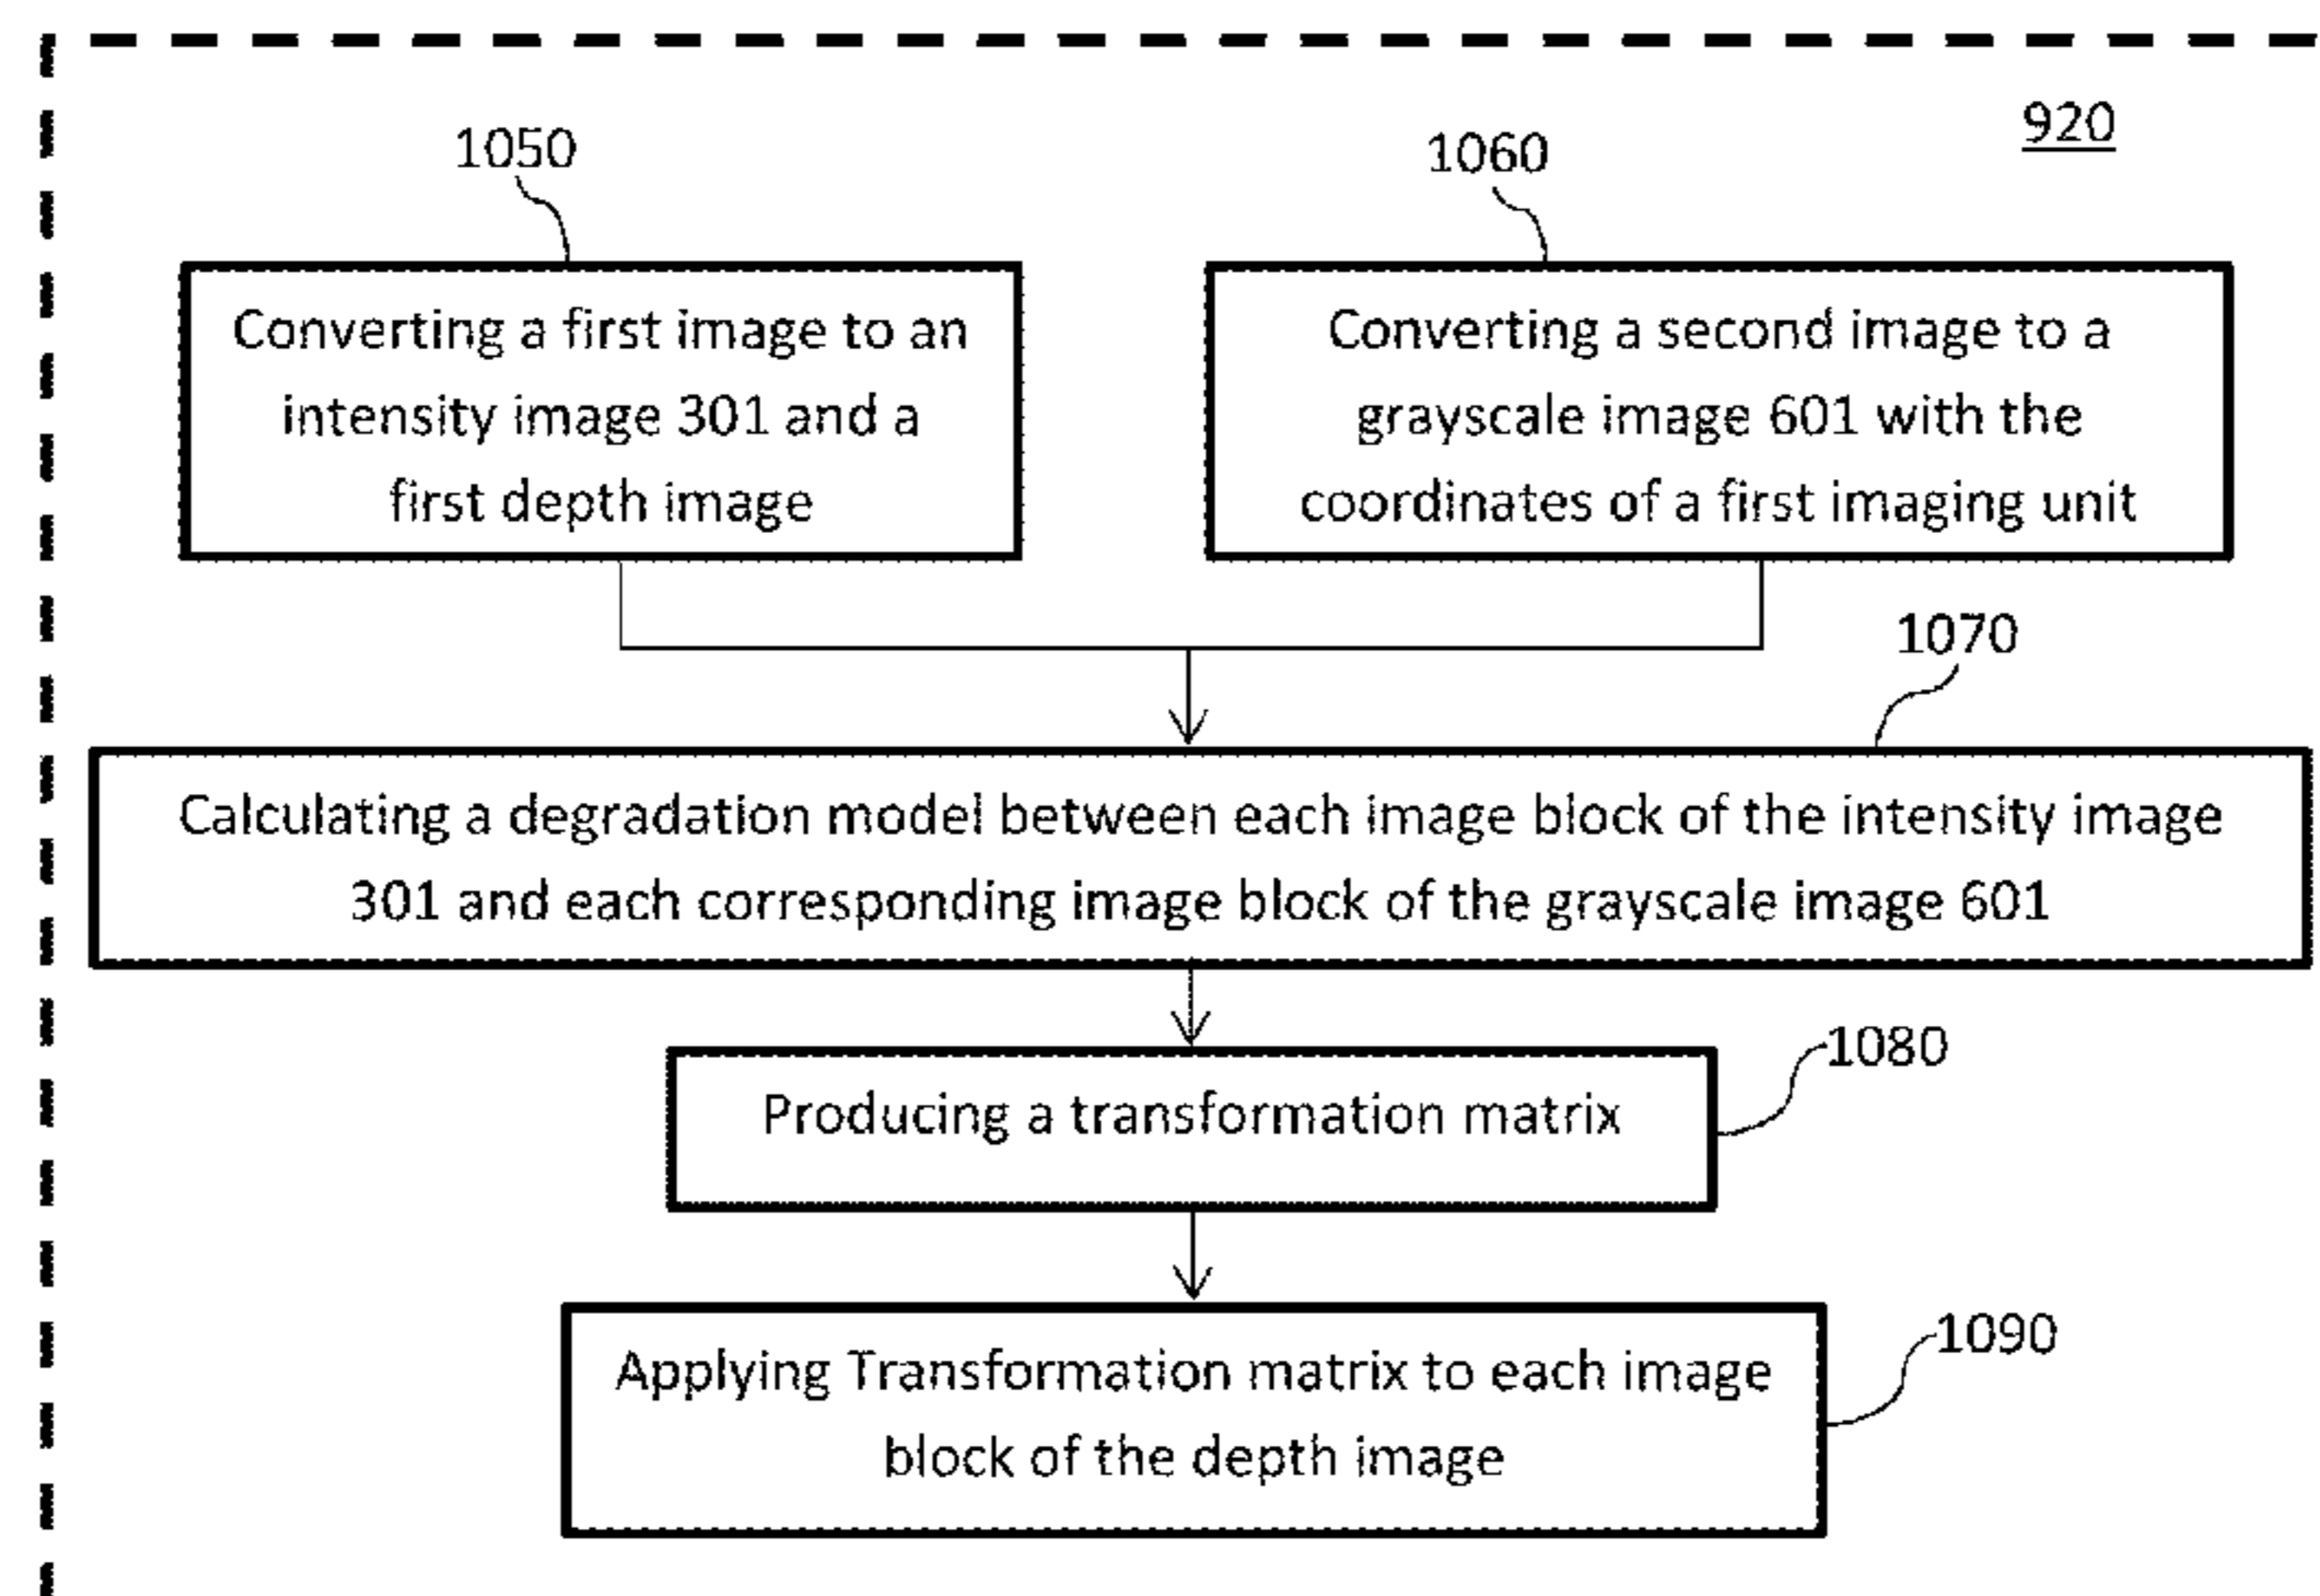 920
1050
1060
Converting a first image to an
intensity image 301 and a
first depth image
Converting a second image to a
grayscale image 601 with the
coordinates of a first imaging unit
1070
Calculating a degradation model between each image block of the intensity image
301 and each corresponding image block of the grayscale image 601
1080
Producing a transformation matrix
1090
Applying Transformation matrix to each image
block of the depth image